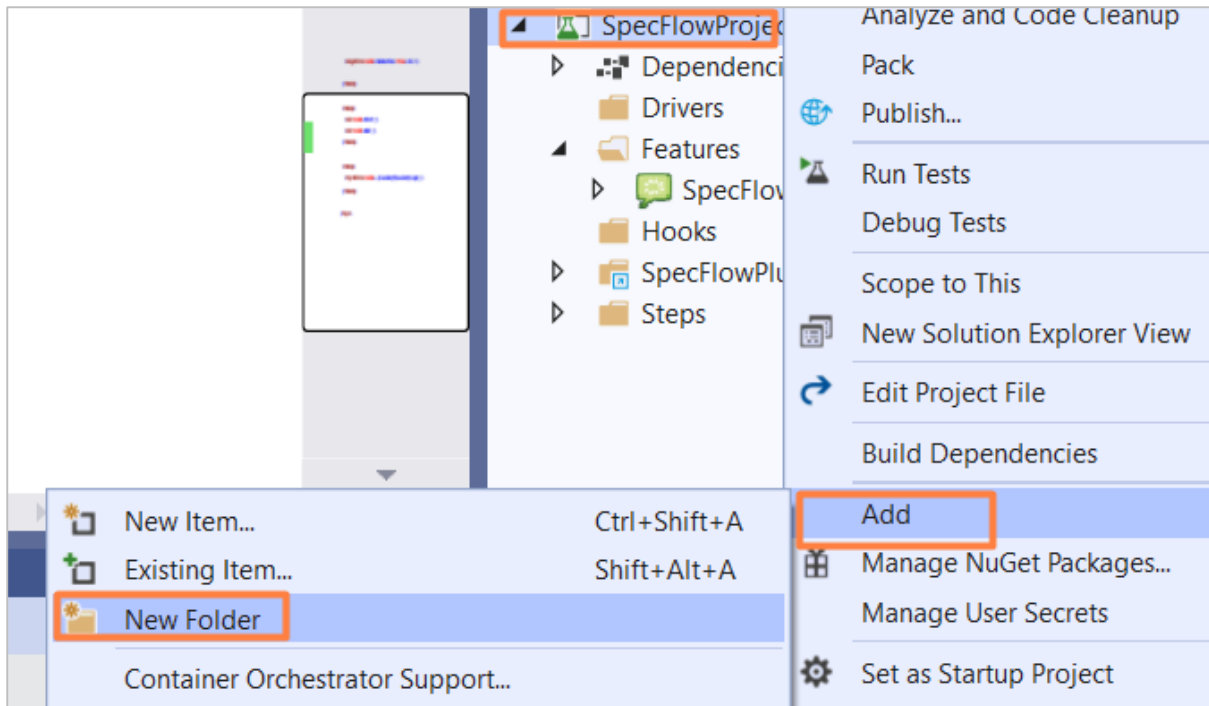 SpecFlowProjec
Dependenci
Drivers
Features
SpecFlow
Hooks
SpecFlowPlu
Steps
Analyze and Code Cleanup
Pack
Publish...
Run Tests
Debug Tests
Scope to This
New Solution Explorer View
Edit Project File
Build Dependencies
Add
Manage NuGet Packages...
Manage User Secrets
Set as Startup Project
New Item... Ctrl+Shift+A
Existing Item... Shift+Alt+A
New Folder
Container Orchestrator Support...